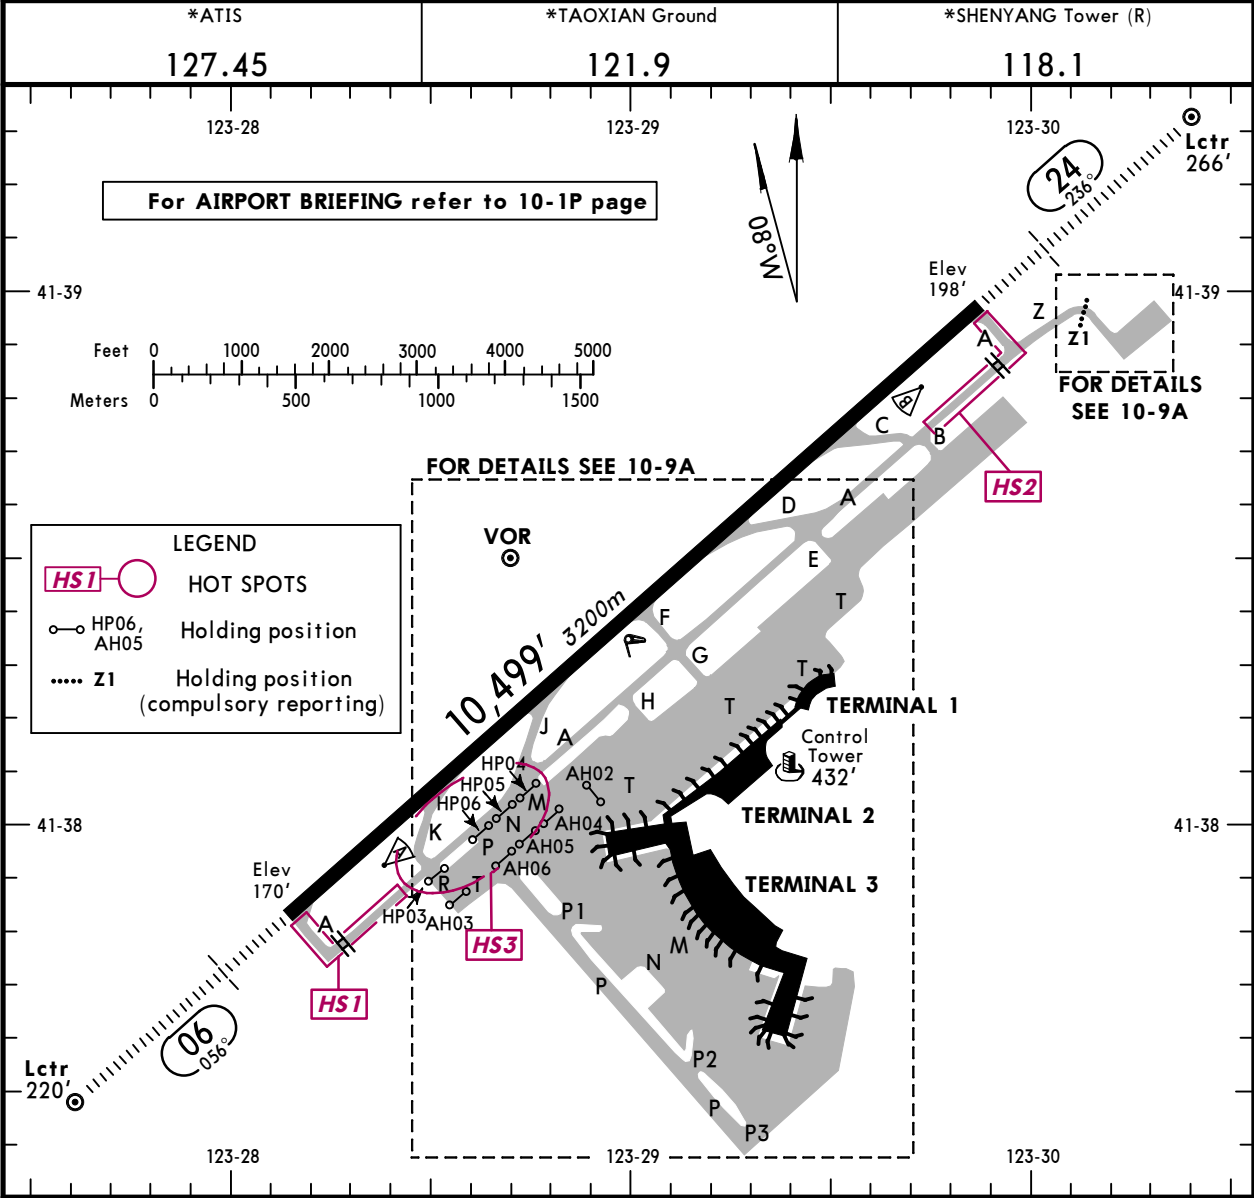 *ATIS
127.45
*TAOXIAN Ground
121.9
*SHENYANG Tower (R)
118.1
123-28
123-29
123-30
Lctr
266'
24
236°
For AIRPORT BRIEFING refer to 10-1P page
08°W
Elev
198'
41-39
41-39
Z
Z1
A
FOR DETAILS
SEE 10-9A
Feet 0 1000 2000 3000 4000 5000
Meters 0 500 1000 1500
B
C
B
HS2
FOR DETAILS SEE 10-9A
D
A
VOR
E
LEGEND
HS1
HOT SPOTS
HP06,
AH05
Holding position
Z1
Holding position
(compulsory reporting)
T
F
G
10,499' 3200m
T
H
T
TERMINAL 1
J
A
Control
Tower
432'
HP04
HP05
HP06
AH02
T
M
TERMINAL 2
41-38
41-38
K
N
AH04
P
AH05
A
AH06
Elev
170'
R
T
TERMINAL 3
HP03
AH03
P1
A
HS3
M
N
HS1
P
06
056°
P2
Lctr
220'
P
P3
123-28
123-29
123-30